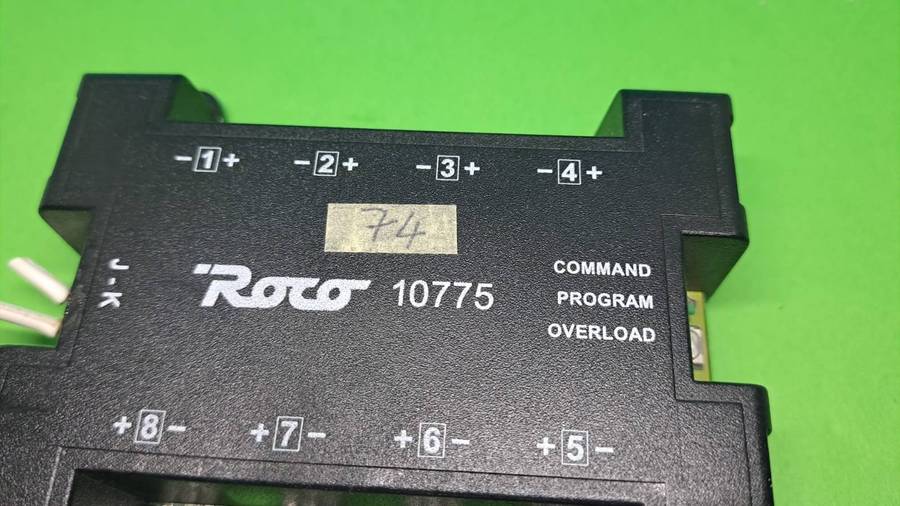 -1+ -2+ -3+ -4+
74
J-K
Roco 10775
COMMAND
PROGRAM
OVERLOAD
+8- +7- +6- +5-